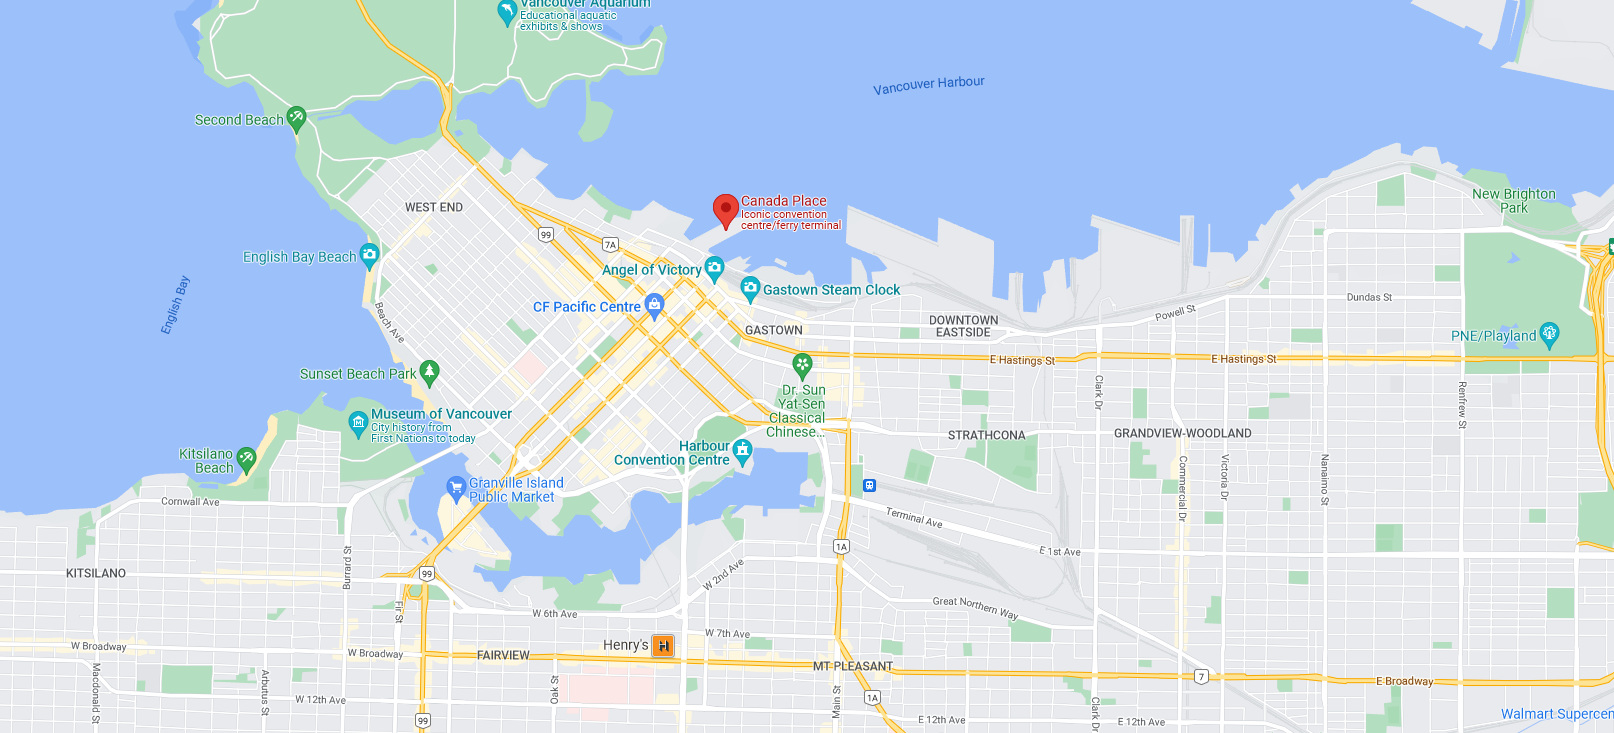 Vancouver Aquarium
Educational aquatic
exhibits & shows
Vancouver Harbour
Second Beach
New Brighton
Park
Canada Place
Iconic convention
centre/ferry terminal
WEST END
99
7A
English Bay Beach
Angel of Victory
Gastown Steam Clock
English Bay
CF Pacific Centre
Beach Ave
GASTOWN
DOWNTOWN
EASTSIDE
Powell St
Dundas St
PNE/Playland
E Hastings St
E Hastings St
Sunset Beach Park
Dr. Sun
Yat-Sen
Classical
Chinese...
Clark Dr
Renfrew St
Museum of Vancouver
City history from
First Nations to today
STRATHCONA
GRANDVIEW-WOODLAND
Harbour
Convention Centre
Kitsilano
Beach
Granville Island
Public Market
Commercial Dr
Victoria Dr
Nanaimo St
Cornwall Ave
Terminal Ave
1A
E 1st Ave
KITSILANO
Burrard St
99
W 2nd Ave
Fir St
W 6th Ave
Great Northern Way
W 7th Ave
Henry's
H
W Broadway
W Broadway
FAIRVIEW
MT PLEASANT
7
E Broadway
Macdonald St
Arbutus St
W 12th Ave
Oak St
Main St
1A
99
E 12th Ave
Clark Dr
E 12th Ave
Walmart Supercen